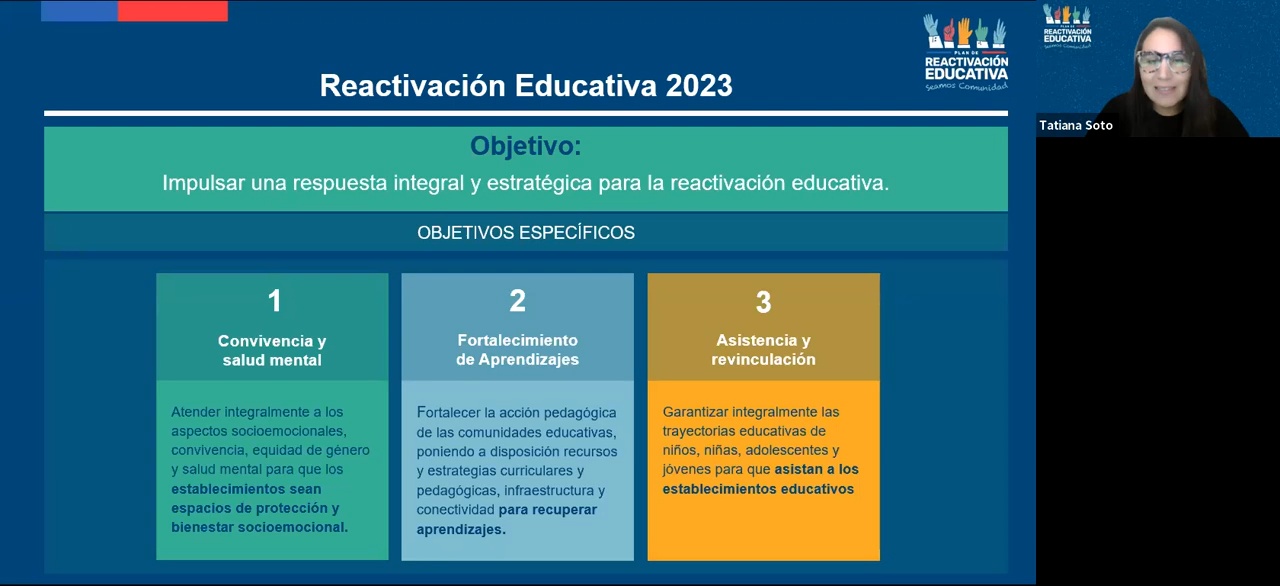 PLAN DE
REACTIVACIÓN
EDUCATIVA
Seamos Comunidad
Reactivación Educativa 2023
Objetivo:
Impulsar una respuesta integral y estratégica para la reactivación educativa.
OBJETIVOS ESPECÍFICOS
1
Convivencia y
salud mental
Atender integralmente a los
aspectos socioemocionales,
convivencia, equidad de género
y salud mental para que los
establecimientos sean
espacios de protección y
bienestar socioemocional.
2
Fortalecimiento
de Aprendizajes
Fortalecer la acción pedagógica
de las comunidades educativas,
poniendo a disposición recursos
y estrategias curriculares y
pedagógicas, infraestructura y
conectividad para recuperar
aprendizajes.
3
Asistencia y
revinculación
Garantizar integralmente las
trayectorias educativas de
niños, niñas, adolescentes y
jóvenes para que asistan a los
establecimientos educativos
PLAN DE
REACTIVACIÓN
EDUCATIVA
Seamos Comunidad
Tatiana Soto